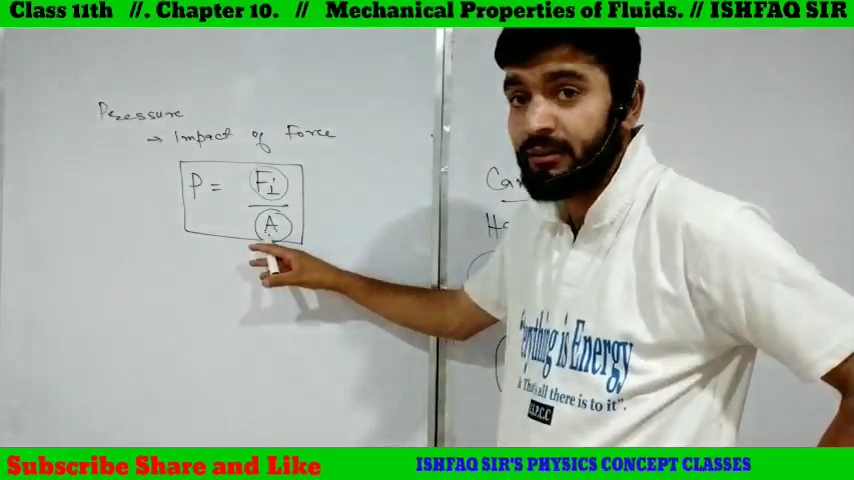 Class 11th //. Chapter 10. // Mechanical Properties of Fluids. // ISHFAQ SIR
Pressure
→ Impact of Force
P = F⊥ / A
"erything is Energy
That's all there is to it".
Subscribe Share and Like
ISHFAQ SIR'S PHYSICS CONCEPT CLASSES